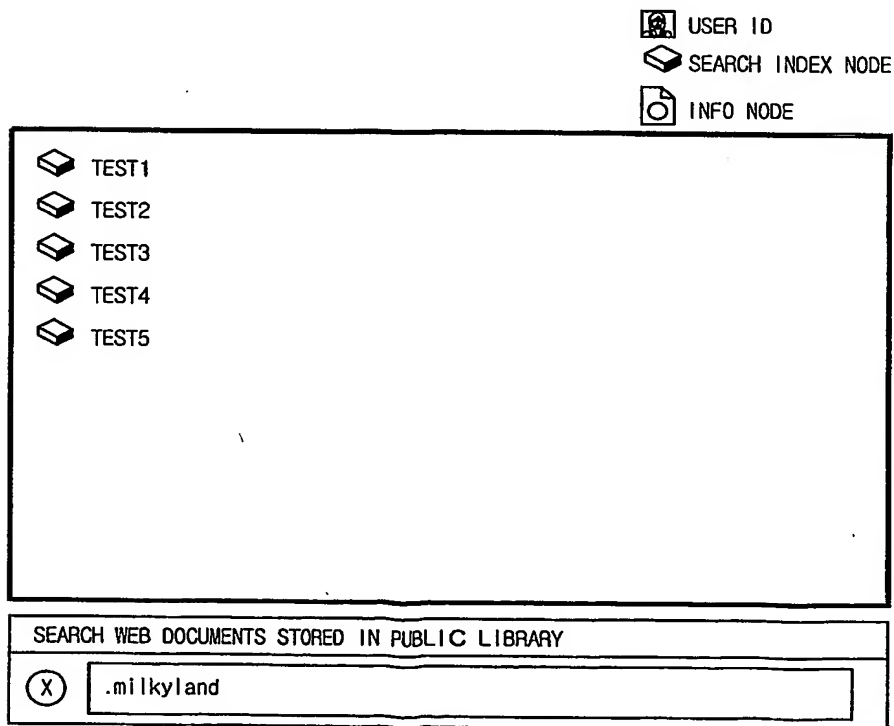 USER ID
SEARCH INDEX NODE
INFO NODE
TEST1
TEST2
TEST3
TEST4
TEST5
SEARCH WEB DOCUMENTS STORED IN PUBLIC LIBRARY
X .milkyland